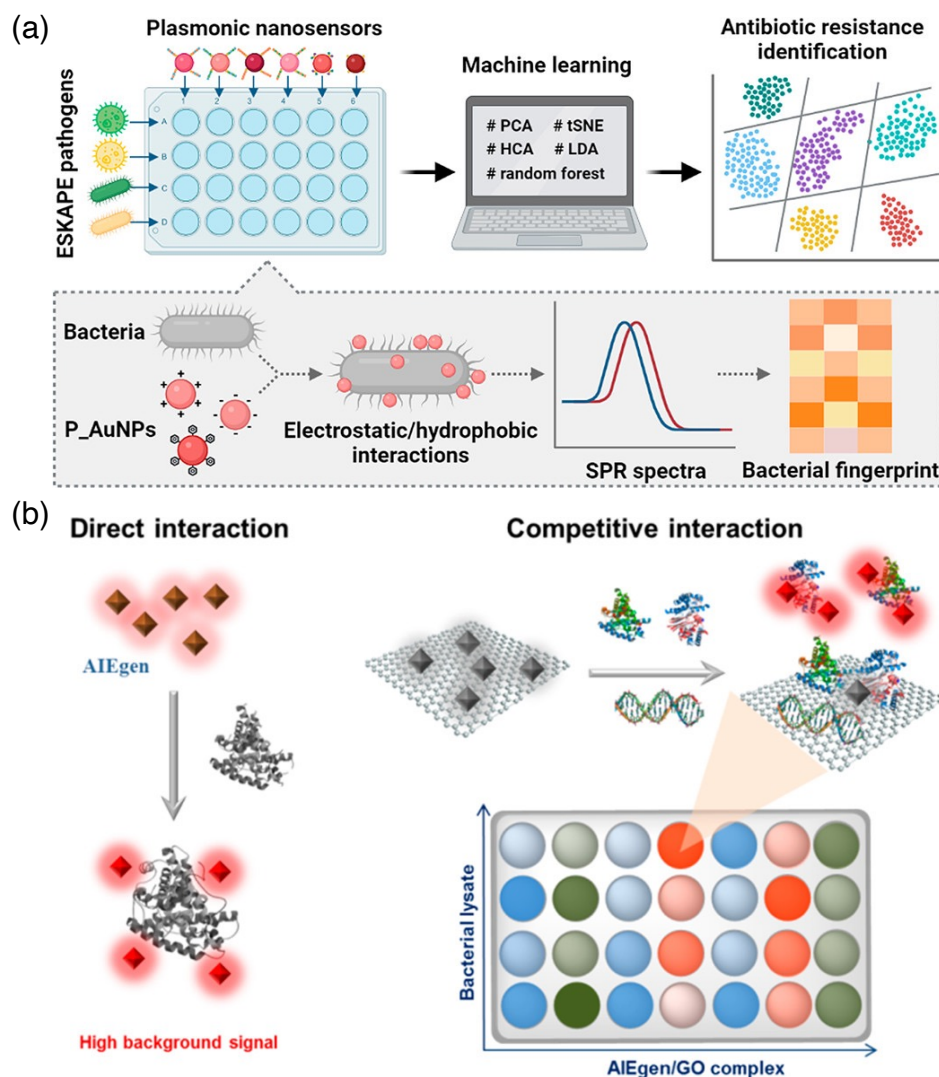 (a)
Plasmonic nanosensors
ESKAPE pathogens
1 2 3 4 5 6
A
B
C
D
Machine learning
# PCA # tSNE
# HCA # LDA
# random forest
Antibiotic resistance
identification
Bacteria
P_AuNPs
Electrostatic/hydrophobic
interactions
SPR spectra
Bacterial fingerprint
(b)
Direct interaction
AIEgen
High background signal
Competitive interaction
Bacterial lysate
AIEgen/GO complex